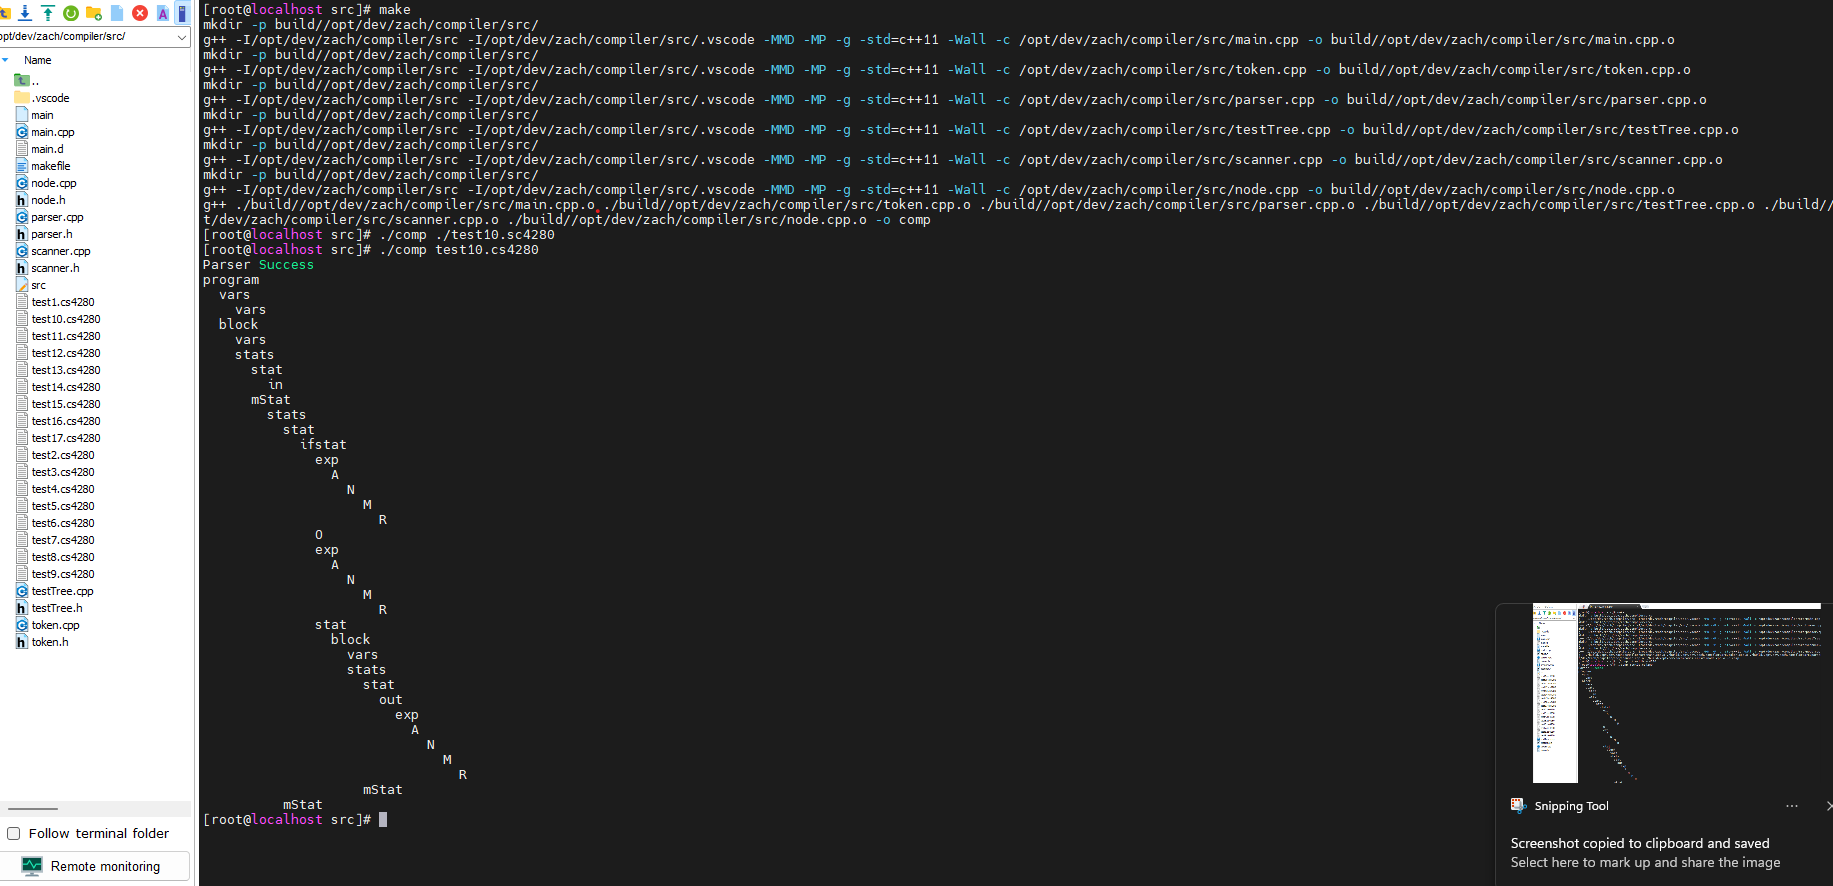 opt/dev/zach/compiler/src/
Name
..
.vscode
main
main.cpp
main.d
makefile
node.cpp
node.h
parser.cpp
parser.h
scanner.cpp
scanner.h
src
test1.cs4280
test10.cs4280
test11.cs4280
test12.cs4280
test13.cs4280
test14.cs4280
test15.cs4280
test16.cs4280
test17.cs4280
test2.cs4280
test3.cs4280
test4.cs4280
test5.cs4280
test6.cs4280
test7.cs4280
test8.cs4280
test9.cs4280
testTree.cpp
testTree.h
token.cpp
token.h
Follow terminal folder
Remote monitoring
[root@localhost src]# make
mkdir -p build//opt/dev/zach/compiler/src/
g++ -I/opt/dev/zach/compiler/src -I/opt/dev/zach/compiler/src/.vscode -MMD -MP -g -std=c++11 -Wall -c /opt/dev/zach/compiler/src/main.cpp -o build//opt/dev/zach/compiler/src/main.cpp.o
mkdir -p build//opt/dev/zach/compiler/src/
g++ -I/opt/dev/zach/compiler/src -I/opt/dev/zach/compiler/src/.vscode -MMD -MP -g -std=c++11 -Wall -c /opt/dev/zach/compiler/src/token.cpp -o build//opt/dev/zach/compiler/src/token.cpp.o
mkdir -p build//opt/dev/zach/compiler/src/
g++ -I/opt/dev/zach/compiler/src -I/opt/dev/zach/compiler/src/.vscode -MMD -MP -g -std=c++11 -Wall -c /opt/dev/zach/compiler/src/parser.cpp -o build//opt/dev/zach/compiler/src/parser.cpp.o
mkdir -p build//opt/dev/zach/compiler/src/
g++ -I/opt/dev/zach/compiler/src -I/opt/dev/zach/compiler/src/.vscode -MMD -MP -g -std=c++11 -Wall -c /opt/dev/zach/compiler/src/testTree.cpp -o build//opt/dev/zach/compiler/src/testTree.cpp.o
mkdir -p build//opt/dev/zach/compiler/src/
g++ -I/opt/dev/zach/compiler/src -I/opt/dev/zach/compiler/src/.vscode -MMD -MP -g -std=c++11 -Wall -c /opt/dev/zach/compiler/src/scanner.cpp -o build//opt/dev/zach/compiler/src/scanner.cpp.o
mkdir -p build//opt/dev/zach/compiler/src/
g++ -I/opt/dev/zach/compiler/src -I/opt/dev/zach/compiler/src/.vscode -MMD -MP -g -std=c++11 -Wall -c /opt/dev/zach/compiler/src/node.cpp -o build//opt/dev/zach/compiler/src/node.cpp.o
g++ ./build//opt/dev/zach/compiler/src/main.cpp.o ./build//opt/dev/zach/compiler/src/token.cpp.o ./build//opt/dev/zach/compiler/src/parser.cpp.o ./build//opt/dev/zach/compiler/src/testTree.cpp.o ./build//
t/dev/zach/compiler/src/scanner.cpp.o ./build//opt/dev/zach/compiler/src/node.cpp.o -o comp
[root@localhost src]# ./comp ./test10.sc4280
[root@localhost src]# ./comp test10.cs4280
Parser Success
program
vars
vars
block
vars
stats
stat
in
mStat
stats
stat
ifstat
exp
A
N
M
R
O
exp
A
N
M
R
stat
block
vars
stats
stat
out
exp
A
N
M
R
mStat
mStat
[root@localhost src]#
Snipping Tool
Screenshot copied to clipboard and saved
Select here to mark up and share the image